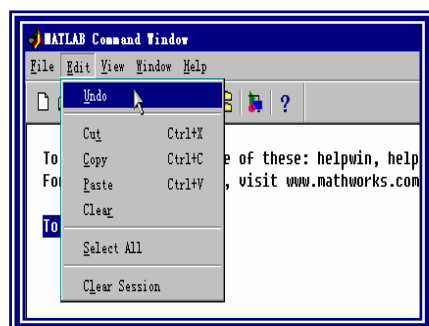 MATLAB Command Window
File Edit View Window Help
?
Undo
Cut Ctrl+X
Copy Ctrl+C
Paste Ctrl+V
Clear
Select All
Clear Session
To e of these: helpwin, help
For , visit www.mathworks.com
To